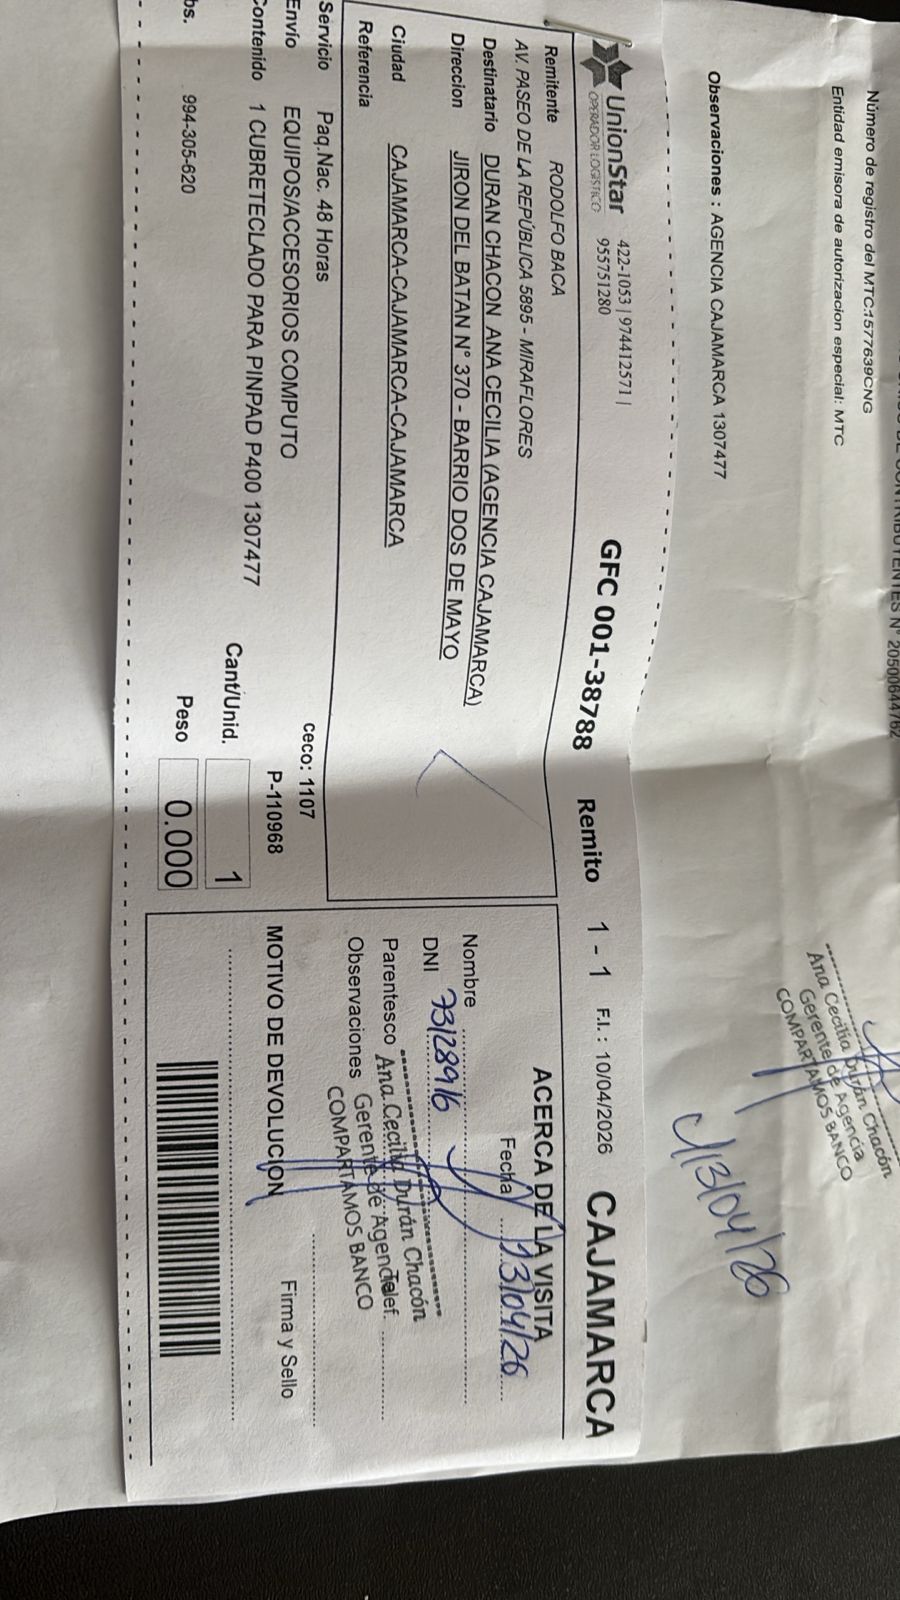 CONTRIBUTENTES N° 20500644762
Número de registro del MTC:1577639CNG
Entidad emisora de autorizacion especial: MTC
Observaciones : AGENCIA CAJAMARCA 1307477
Ana Cecilia Durán Chacón
Gerente de Agencia
COMPARTAMOS BANCO
13/04/26
UnionStar
OPERADOR LOGISTICO
422-1053 | 974412571 |
955751280
GFC 001-38788 Remito 1 - 1 F.I.: 10/04/2026 CAJAMARCA
Remitente RODOLFO BACA
AV. PASEO DE LA REPÚBLICA 5895 - MIRAFLORES
Destinatario DURAN CHACON ANA CECILIA (AGENCIA CAJAMARCA)
Direccion JIRON DEL BATAN N° 370 - BARRIO DOS DE MAYO
Ciudad CAJAMARCA-CAJAMARCA-CAJAMARCA
Referencia
Servicio Paq.Nac. 48 Horas
Envío EQUIPOS/ACCESORIOS COMPUTO
ontenido 1 CUBRETECLADO PARA PINPAD P400 1307477
bs. 994-305-620
ceco: 1107
P-110968
Cant/Unid. 1
Peso 0.000
ACERCA DE LA VISITA
Fecha 13/04/26
Nombre
DNI 73128916
Parentesco
Telef.
Observaciones
Ana Cecilia Durán Chacón
Gerente de Agencia
COMPARTAMOS BANCO
MOTIVO DE DEVOLUCION
Firma y Sello